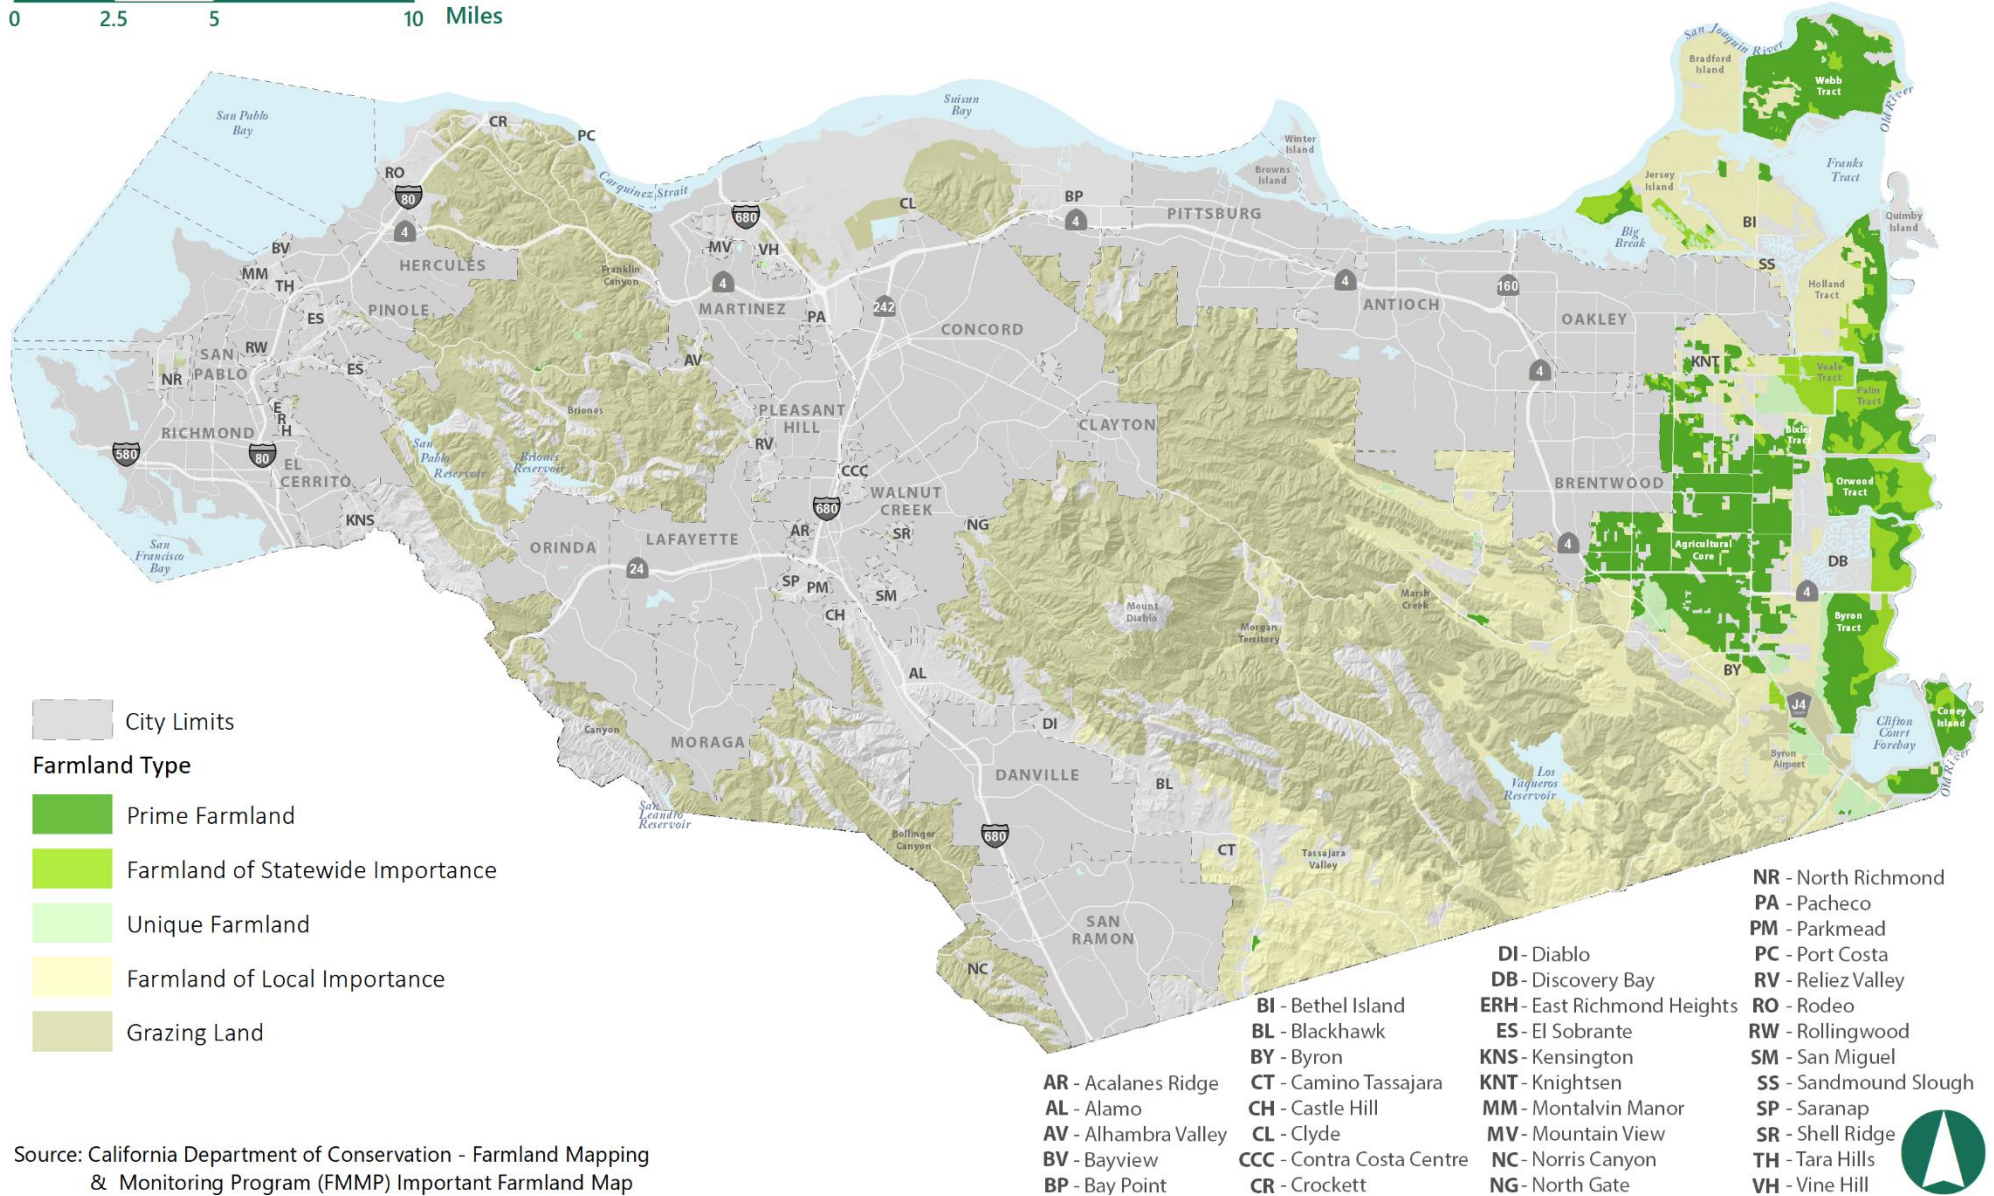 0 2.5 5 10 Miles
San Joaquin River
Bradford
Island
Webb
Tract
Old River
San Pablo
Bay
Suisun
Bay
CR
PC
Winter
Island
Browns
Island
Franks
Tract
RO
80
Carquinez Strait
CL
BP
4
PITTSBURG
Jersey
Island
BI
Quimby
Island
680
4
BV
MV
VH
Big
Break
SS
MM
TH
HERCULES
Franklin
Canyon
4
MARTINEZ
242
4
ANTIOCH
160
Holland
Tract
ES
PINOLE
PA
CONCORD
OAKLEY
RW
SAN
PABLO
NR
ES
AV
4
KNT
Veale
Tract
Palm
Tract
E
R
H
RICHMOND
Briones
PLEASANT
HILL
CLAYTON
Bixler
Tract
580
80
San
Pablo
Reservoir
Briones
Reservoir
RV
EL
CERRITO
CCC
WALNUT
CREEK
BRENTWOOD
Orwood
Tract
KNS
680
NG
San
Francisco
Bay
ORINDA
LAFAYETTE
AR
SR
4
Agricultural
Core
DB
24
SP
PM
SM
Marsh
Creek
4
CH
Mount
Diablo
Morgan
Territory
Byron
Tract
AL
BY
J4
DI
Coney
Island
Clifton
Court
Forebay
Canyon
MORAGA
Byron
Airport
Old River
DANVILLE
BL
Los
Vaqueros
Reservoir
San
Leandro
Reservoir
Bollinger
Canyon
680
CT
Tassajara
Valley
SAN
RAMON
NC
City Limits
Farmland Type
Prime Farmland
Farmland of Statewide Importance
Unique Farmland
Farmland of Local Importance
Grazing Land
AR - Acalanes Ridge
AL - Alamo
AV - Alhambra Valley
BV - Bayview
BP - Bay Point
BI - Bethel Island
BL - Blackhawk
BY - Byron
CT - Camino Tassajara
CH - Castle Hill
CL - Clyde
CCC - Contra Costa Centre
CR - Crockett
DI - Diablo
DB - Discovery Bay
ERH - East Richmond Heights
ES - El Sobrante
KNS - Kensington
KNT - Knightsen
MM - Montalvin Manor
MV - Mountain View
NC - Norris Canyon
NG - North Gate
NR - North Richmond
PA - Pacheco
PM - Parkmead
PC - Port Costa
RV - Reliez Valley
RO - Rodeo
RW - Rollingwood
SM - San Miguel
SS - Sandmound Slough
SP - Saranap
SR - Shell Ridge
TH - Tara Hills
VH - Vine Hill
Source: California Department of Conservation - Farmland Mapping
& Monitoring Program (FMMP) Important Farmland Map